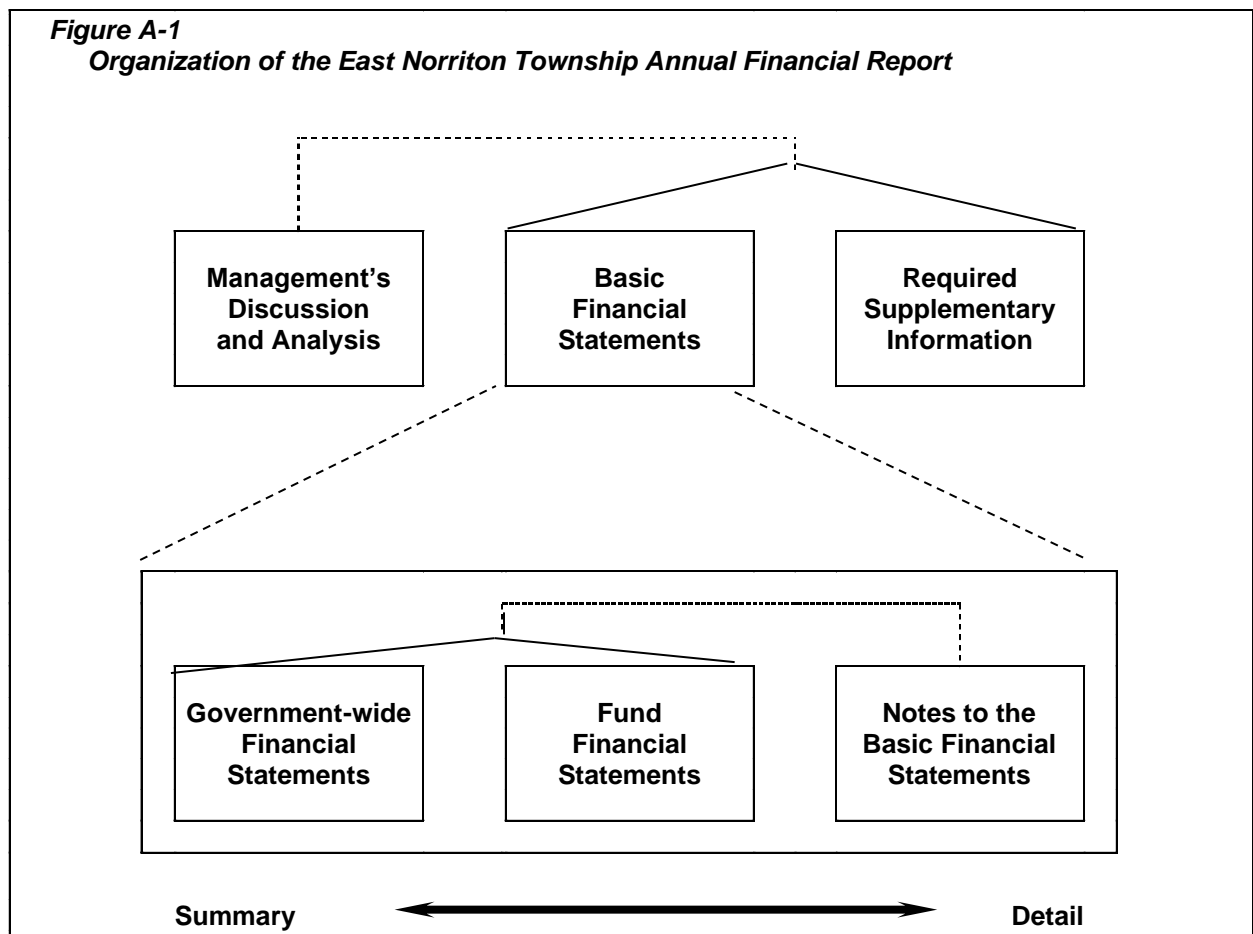 Figure A-1
Organization of the East Norriton Township Annual Financial Report
Management’s
Discussion
and Analysis
Basic
Financial
Statements
Required
Supplementary
Information
Government-wide
Financial
Statements
Fund
Financial
Statements
Notes to the
Basic Financial
Statements
Summary
Detail